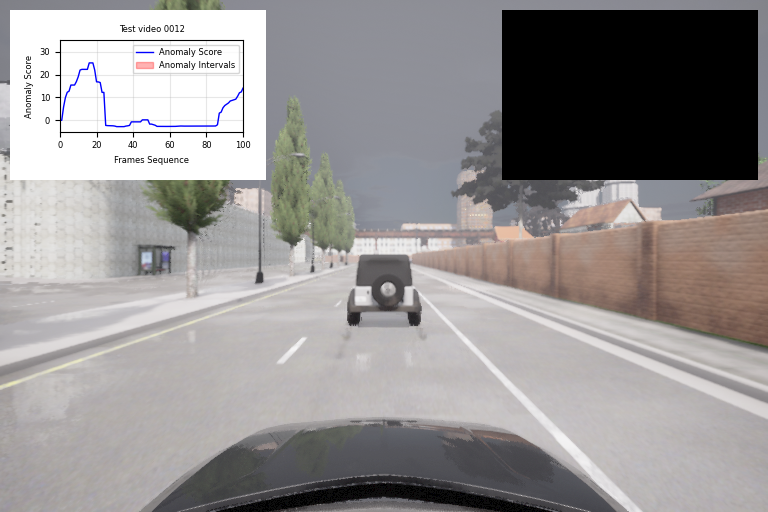 Test video 0012
Anomaly Score
Anomaly Intervals
30
20
10
0
Anomaly Score
0 20 40 60 80 100
Frames Sequence